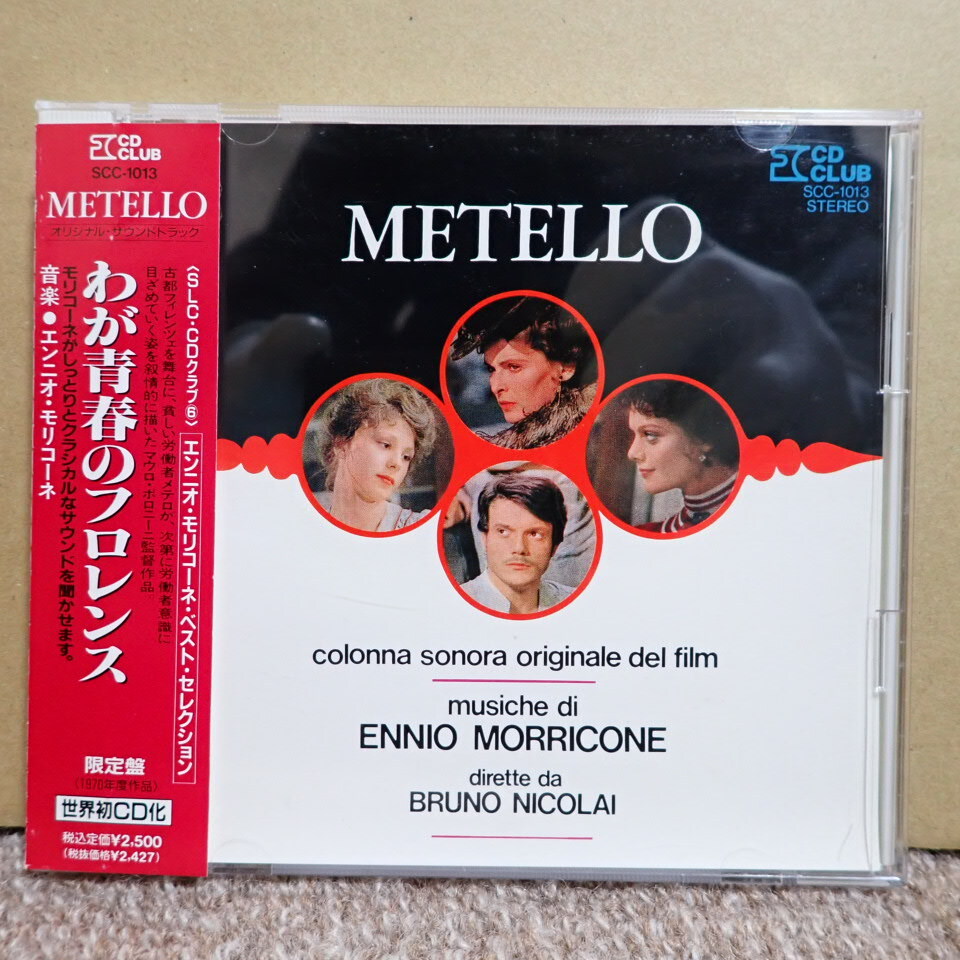 CD
CLUB
SCC-1013
METELLO
オリジナル・サウンドトラック
〈SLC・CDクラブ⑥〉エンニオ・モリコーネ・ベスト・セレクション
古都フィレンツェを舞台に、貧しい労働者メテロが、次第に労働者意識に
目ざめていく姿を叙情的に描いたマウロ・ボロニーニ監督作品。
わが青春のフロレンス
モリコーネがしっとりとクラシカルなサウンドを聞かせます。
音楽●エンニオ・モリコーネ
限定盤
(1970年度作品)
世界初CD化
税込定価¥2,500
(税抜価格¥2,427)
CD
CLUB
SCC-1013
STEREO
METELLO
colonna sonora originale del film
musiche di
ENNIO MORRICONE
dirette da
BRUNO NICOLAI